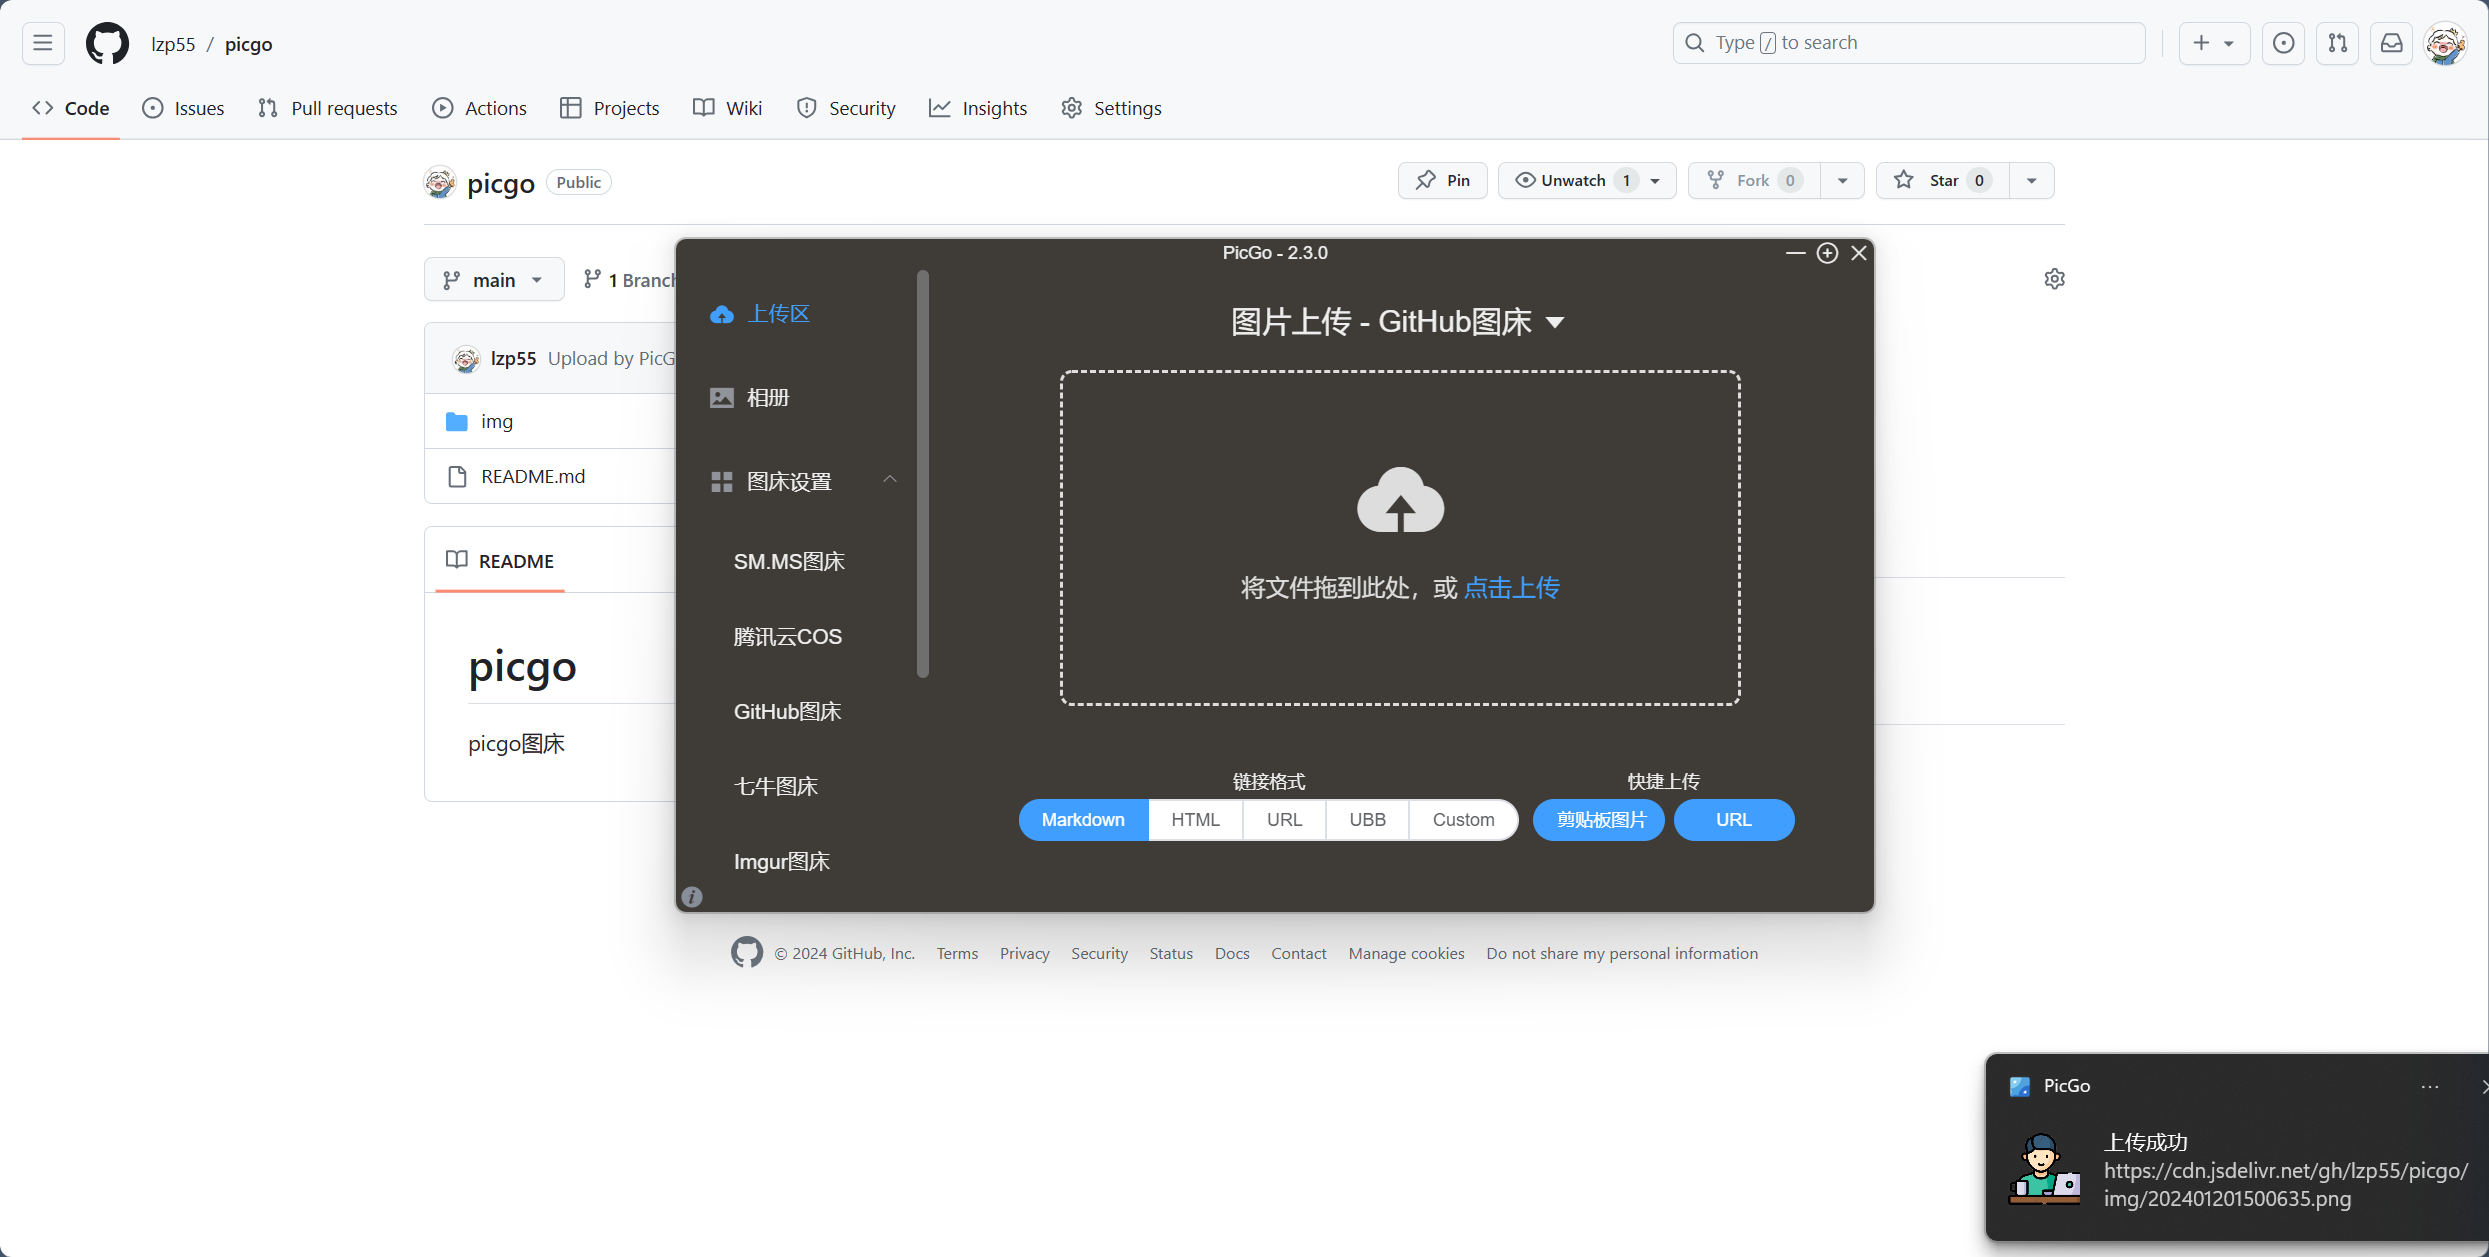 lzp55 / picgo
Type / to search
Code
Issues
Pull requests
Actions
Projects
Wiki
Security
Insights
Settings
picgo Public
Pin
Unwatch 1
Fork 0
Star 0
main
1 Branch
lzp55 Upload by PicG
img
README.md
README
picgo
picgo图床
PicGo - 2.3.0
上传区
相册
图床设置
SM.MS图床
腾讯云COS
GitHub图床
七牛图床
Imgur图床
图片上传 - GitHub图床
将文件拖到此处，或 点击上传
链接格式
Markdown HTML URL UBB Custom
快捷上传
剪贴板图片 URL
© 2024 GitHub, Inc. Terms Privacy Security Status Docs Contact Manage cookies Do not share my personal information
PicGo
上传成功
https://cdn.jsdelivr.net/gh/lzp55/picgo/
img/202401201500635.png